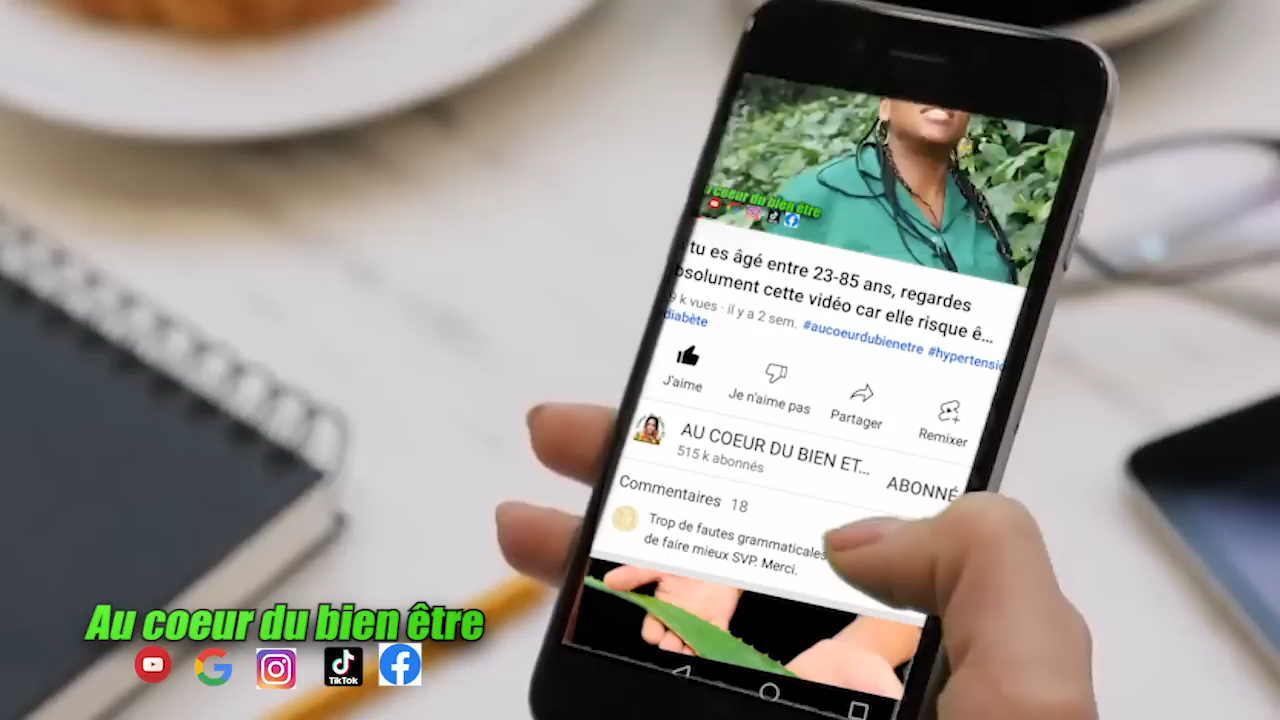 u coeur du bien être
tu es âgé entre 23-85 ans, regardes
bsolument cette vidéo car elle risque ê...
9 k vues · il y a 2 sem. #aucoeurdubienetre #hypertensio
diabète
J'aime
Je n'aime pas
Partager
Remixer
AU COEUR DU BIEN ET...
515 k abonnés
ABONNÉ
Commentaires 18
Trop de fautes grammaticales
de faire mieux SVP. Merci.
Au coeur du bien être
TikTok